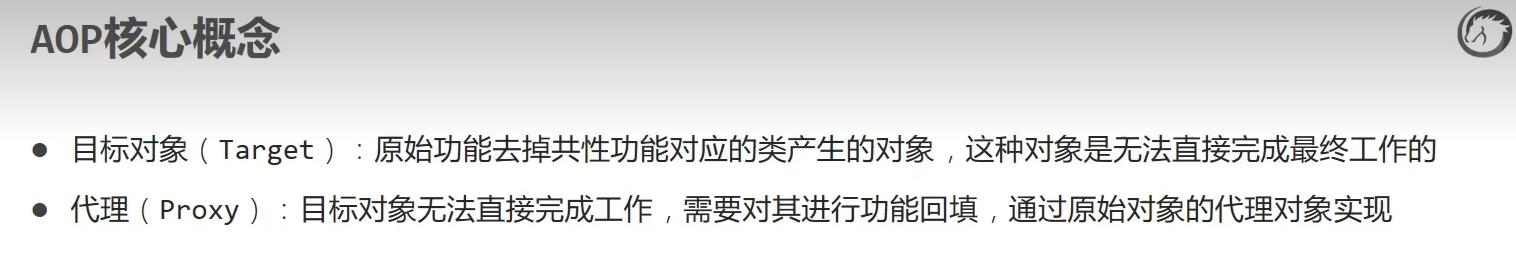 AOP核心概念
● 目标对象（Target）：原始功能去掉共性功能对应的类产生的对象，这种对象是无法直接完成最终工作的
● 代理（Proxy）：目标对象无法直接完成工作，需要对其进行功能回填，通过原始对象的代理对象实现